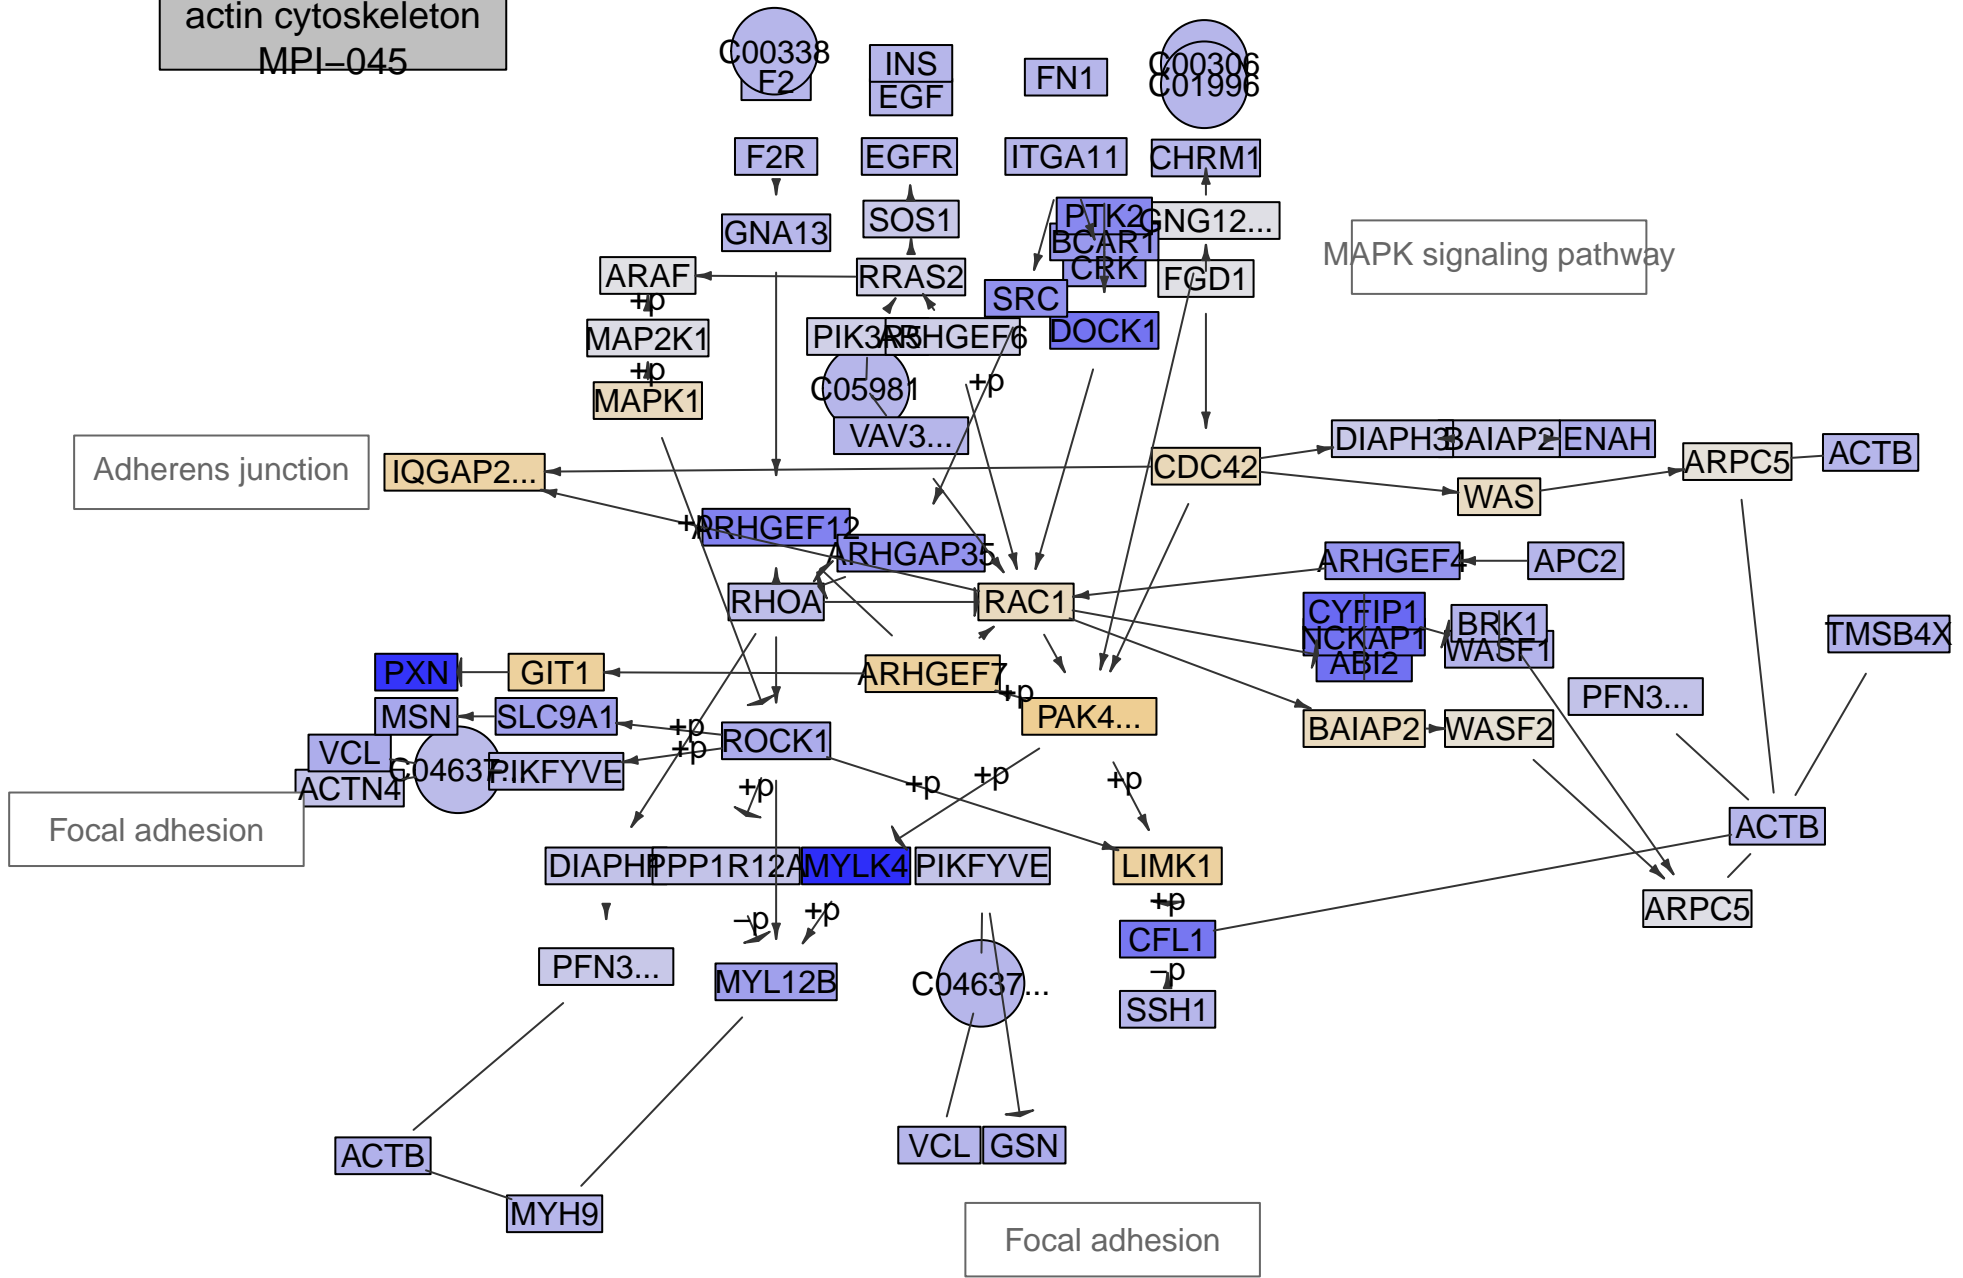 actin cytoskeleton
MPI−045
C00338
F2
INS
EGF
FN1
C00306
C01996
F2R
EGFR
ITGA11
CHRM1
GNA13
SOS1
PTK2
GNG12...
BCAR1
MAPK signaling pathway
ARAF
RRAS2
CRK
FGD1
+p
SRC
MAP2K1
ARHGEF6
DOCK1
+p
MAPK1
C05981
+p
VAV3...
DIAPH3
BAIAP2
ENAH
ACTB
Adherens junction
IQGAP2...
CDC42
ARPC5
WAS
+p
ARHGEF12
ARHGAP35
ARHGEF4
APC2
RHOA
RAC1
CYFIP1
NCKAP1
ABI2
BRK1
WASF1
TMSB4X
PXN
GIT1
ARHGEF7
+p
PFN3...
MSN
SLC9A1
+p
ROCK1
PAK4...
BAIAP2
WASF2
VCL
+p
C04637...
PIKFYVE
ACTN4
+p
+p
+p
+p
Focal adhesion
ACTB
PPP1R12A
MYLK4
PIKFYVE
LIMK1
−p
+p
+p
ARPC5
CFL1
PFN3...
MYL12B
C04637...
−p
SSH1
ACTB
VCL
GSN
MYH9
Focal adhesion